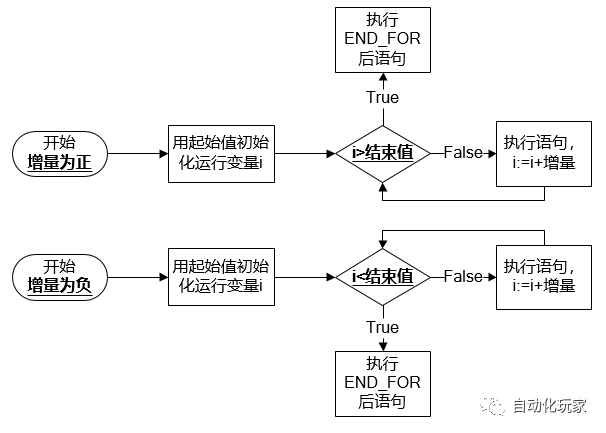 执行
END_FOR
后语句
True
开始
增量为正
用起始值初始
化运行变量i
i>结束值
False
执行语句，
i:=i+增量
开始
增量为负
用起始值初始
化运行变量i
i<结束值
False
执行语句，
i:=i+增量
True
执行
END_FOR
后语句
自动化玩家